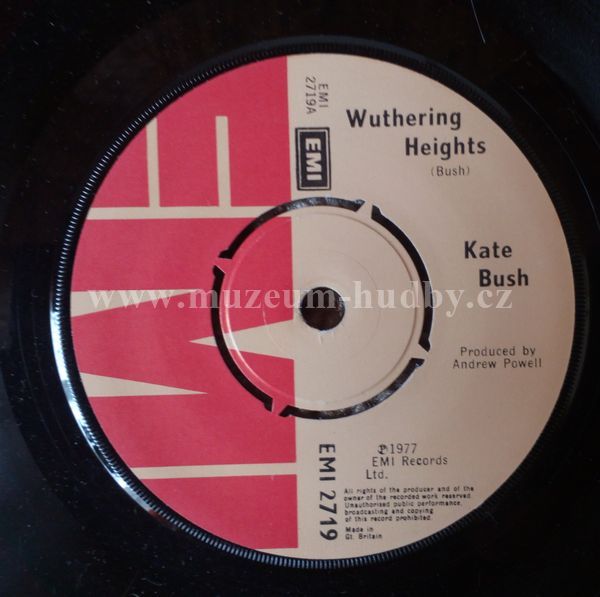 EMI
EMI
2719A
EMI
Wuthering
Heights
(Bush)
Kate
Bush
www.muzeum-hudby.cz
Produced by
Andrew Powell
EMI 2719
℗1977
EMI Records
Ltd.
All rights of the producer and of the
owner of the recorded work reserved.
Unauthorised public performance,
broadcasting and copying
of this record prohibited.
Made in
Gt. Britain